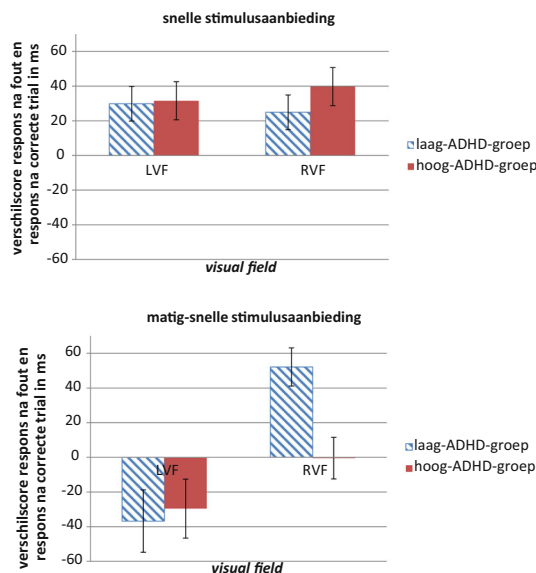 snelle stimulusaanbieding
verschilscore respons na fout en
respons na correcte trial in ms
60
40
20
0
-20
-40
-60
LVF
RVF
visual field
laag-ADHD-groep
hoog-ADHD-groep
matig-snelle stimulusaanbieding
verschilscore respons na fout en
respons na correcte trial in ms
60
40
20
0
-20
-40
-60
LVF
RVF
visual field
laag-ADHD-groep
hoog-ADHD-groep